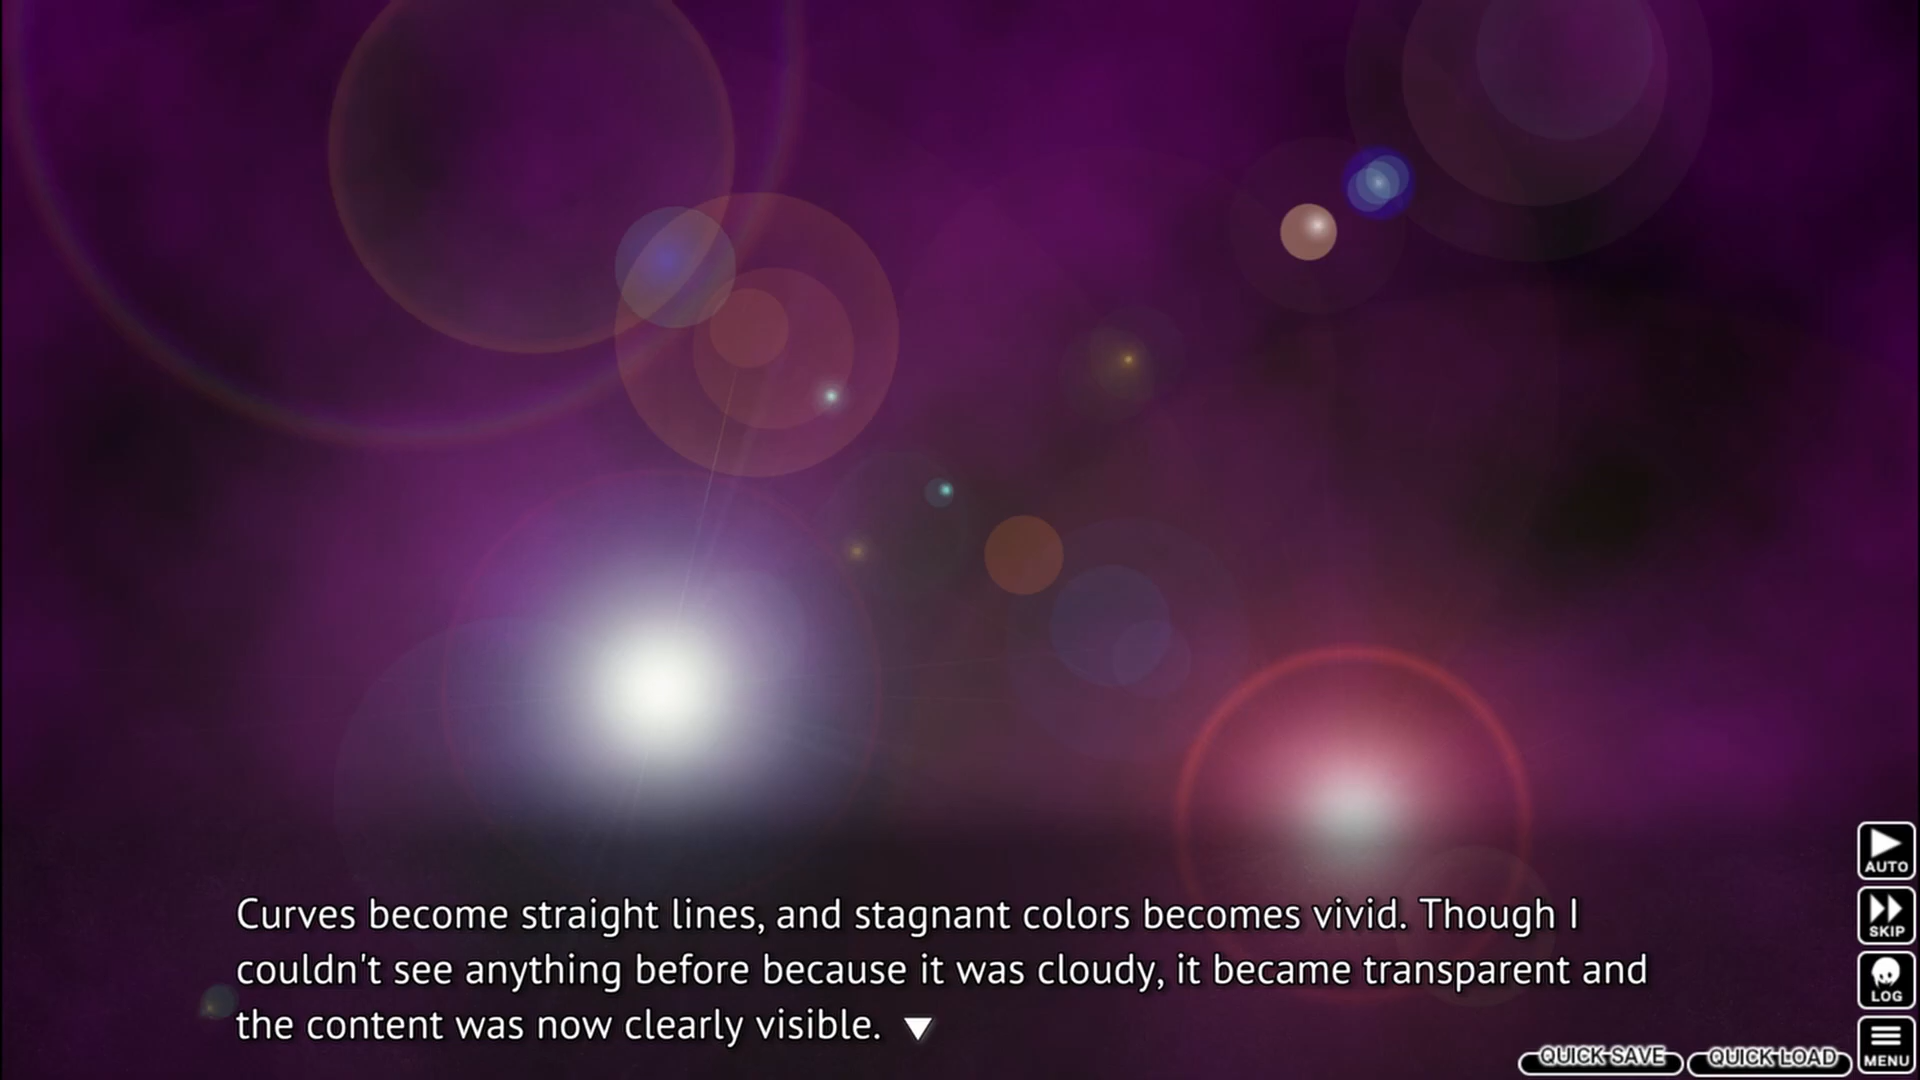 Curves become straight lines, and stagnant colors becomes vivid. Though I
couldn't see anything before because it was cloudy, it became transparent and
the content was now clearly visible.
AUTO
SKIP
LOG
MENU
QUICK SAVE
QUICK LOAD